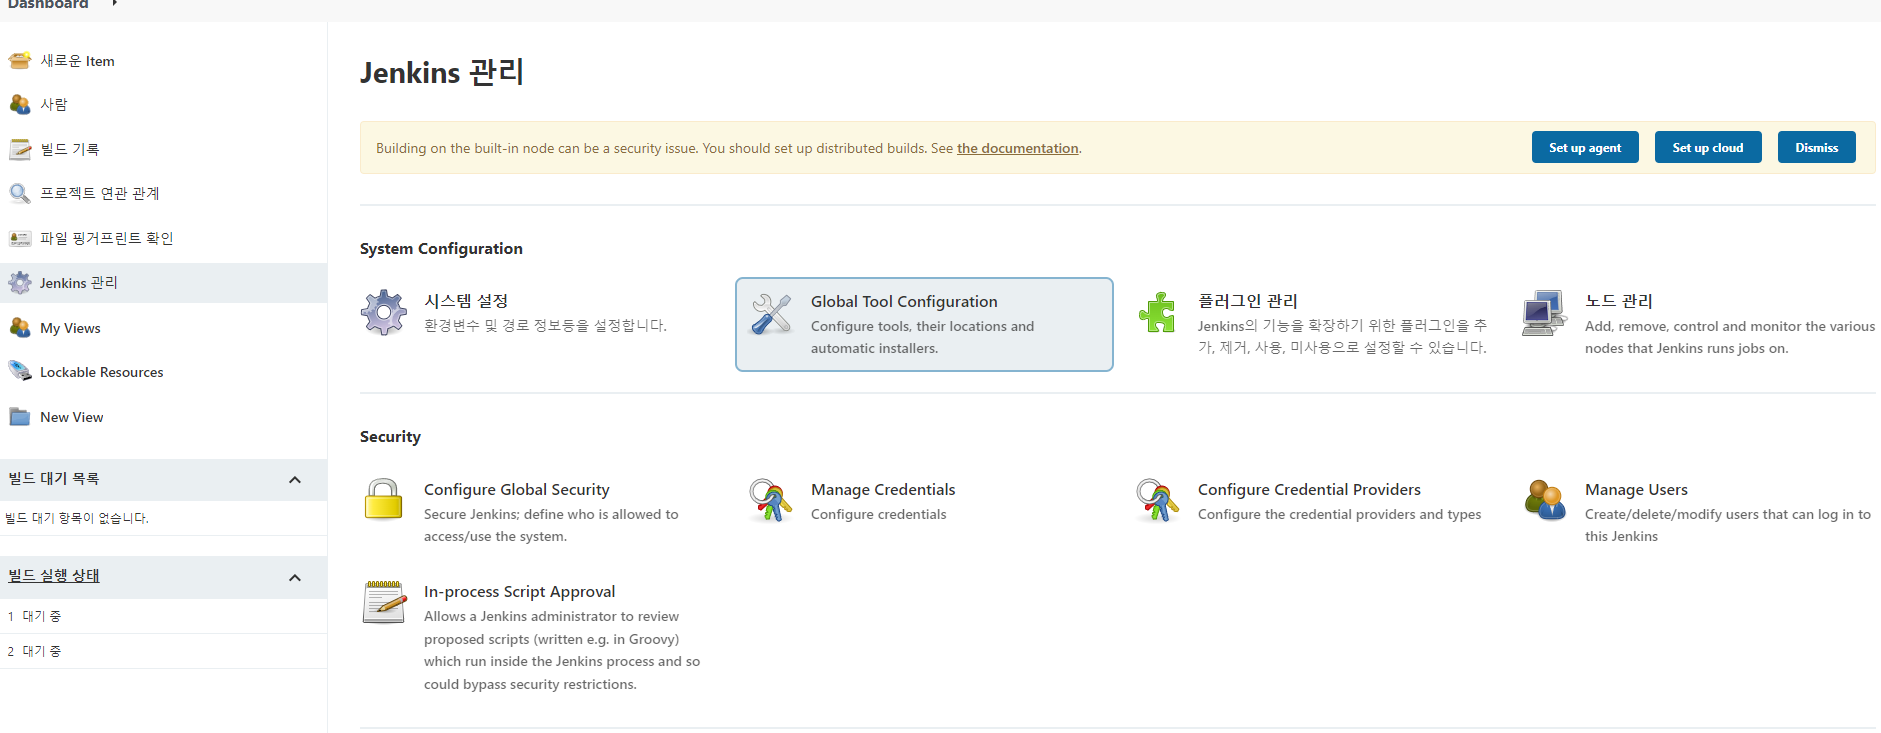 Dashboard
새로운 Item
사람
빌드 기록
프로젝트 연관 관계
파일 핑거프린트 확인
Jenkins 관리
My Views
Lockable Resources
New View
빌드 대기 목록
빌드 대기 항목이 없습니다.
빌드 실행 상태
1 대기 중
2 대기 중
Jenkins 관리
Building on the built-in node can be a security issue. You should set up distributed builds. See the documentation.
Set up agent
Set up cloud
Dismiss
System Configuration
시스템 설정
환경변수 및 경로 정보등을 설정합니다.
Global Tool Configuration
Configure tools, their locations and
automatic installers.
플러그인 관리
Jenkins의 기능을 확장하기 위한 플러그인을 추
가, 제거, 사용, 미사용으로 설정할 수 있습니다.
노드 관리
Add, remove, control and monitor the various
nodes that Jenkins runs jobs on.
Security
Configure Global Security
Secure Jenkins; define who is allowed to
access/use the system.
Manage Credentials
Configure credentials
Configure Credential Providers
Configure the credential providers and types
Manage Users
Create/delete/modify users that can log in to
this Jenkins
In-process Script Approval
Allows a Jenkins administrator to review
proposed scripts (written e.g. in Groovy)
which run inside the Jenkins process and so
could bypass security restrictions.